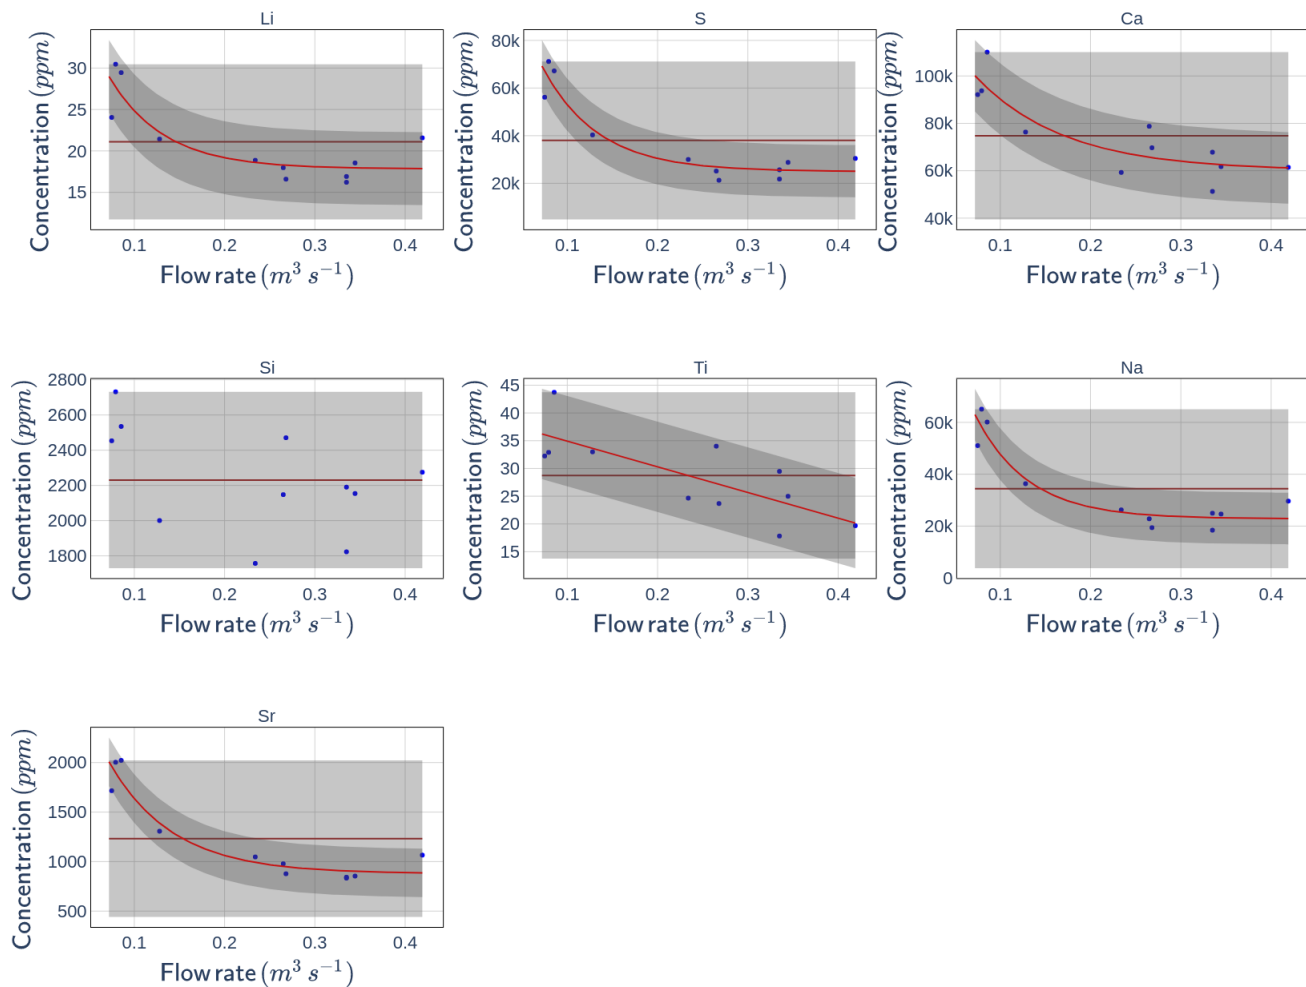 Li
Concentration (ppm)
30
25
20
15
0.1 0.2 0.3 0.4
Flow rate (m³ s⁻¹)
S
Concentration (ppm)
80k
60k
40k
20k
0.1 0.2 0.3 0.4
Flow rate (m³ s⁻¹)
Ca
Concentration (ppm)
100k
80k
60k
40k
0.1 0.2 0.3 0.4
Flow rate (m³ s⁻¹)
Si
Concentration (ppm)
2800
2600
2400
2200
2000
1800
0.1 0.2 0.3 0.4
Flow rate (m³ s⁻¹)
Ti
Concentration (ppm)
45
40
35
30
25
20
15
0.1 0.2 0.3 0.4
Flow rate (m³ s⁻¹)
Na
Concentration (ppm)
60k
40k
20k
0
0.1 0.2 0.3 0.4
Flow rate (m³ s⁻¹)
Sr
Concentration (ppm)
2000
1500
1000
500
0.1 0.2 0.3 0.4
Flow rate (m³ s⁻¹)